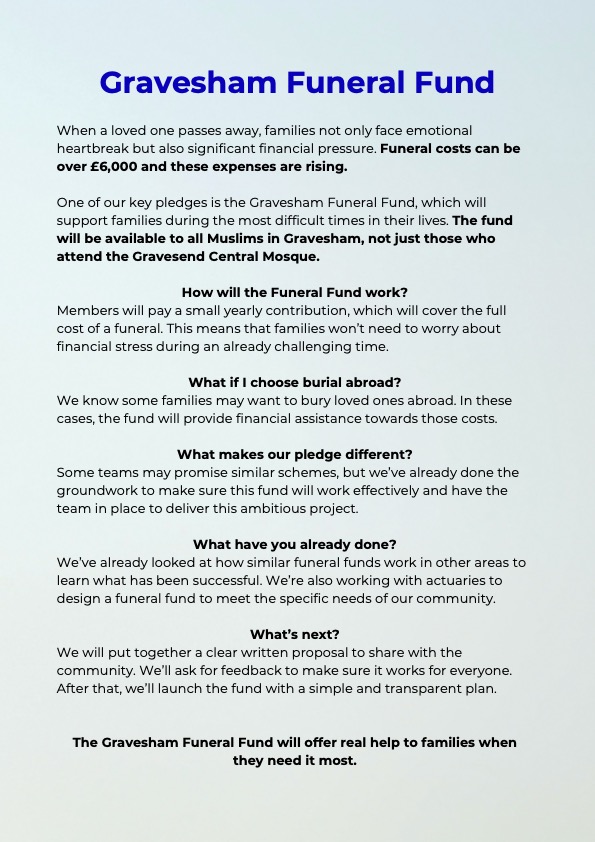 Gravesham Funeral Fund
When a loved one passes away, families not only face emotional
heartbreak but also significant financial pressure. Funeral costs can be
over £6,000 and these expenses are rising.
One of our key pledges is the Gravesham Funeral Fund, which will
support families during the most difficult times in their lives. The fund
will be available to all Muslims in Gravesham, not just those who
attend the Gravesend Central Mosque.
How will the Funeral Fund work?
Members will pay a small yearly contribution, which will cover the full
cost of a funeral. This means that families won’t need to worry about
financial stress during an already challenging time.
What if I choose burial abroad?
We know some families may want to bury loved ones abroad. In these
cases, the fund will provide financial assistance towards those costs.
What makes our pledge different?
Some teams may promise similar schemes, but we’ve already done the
groundwork to make sure this fund will work effectively and have the
team in place to deliver this ambitious project.
What have you already done?
We’ve already looked at how similar funeral funds work in other areas to
learn what has been successful. We’re also working with actuaries to
design a funeral fund to meet the specific needs of our community.
What’s next?
We will put together a clear written proposal to share with the
community. We’ll ask for feedback to make sure it works for everyone.
After that, we’ll launch the fund with a simple and transparent plan.
The Gravesham Funeral Fund will offer real help to families when
they need it most.